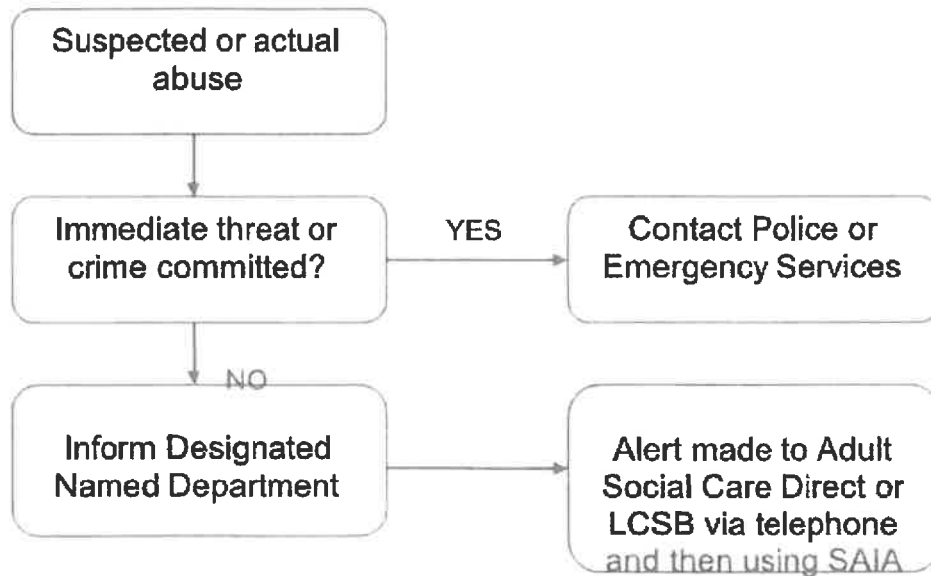 Suspected or actual
abuse
Immediate threat or
crime committed?
YES
Contact Police or
Emergency Services
NO
Inform Designated
Named Department
Alert made to Adult
Social Care Direct or
LCSB via telephone
and then using SAIA